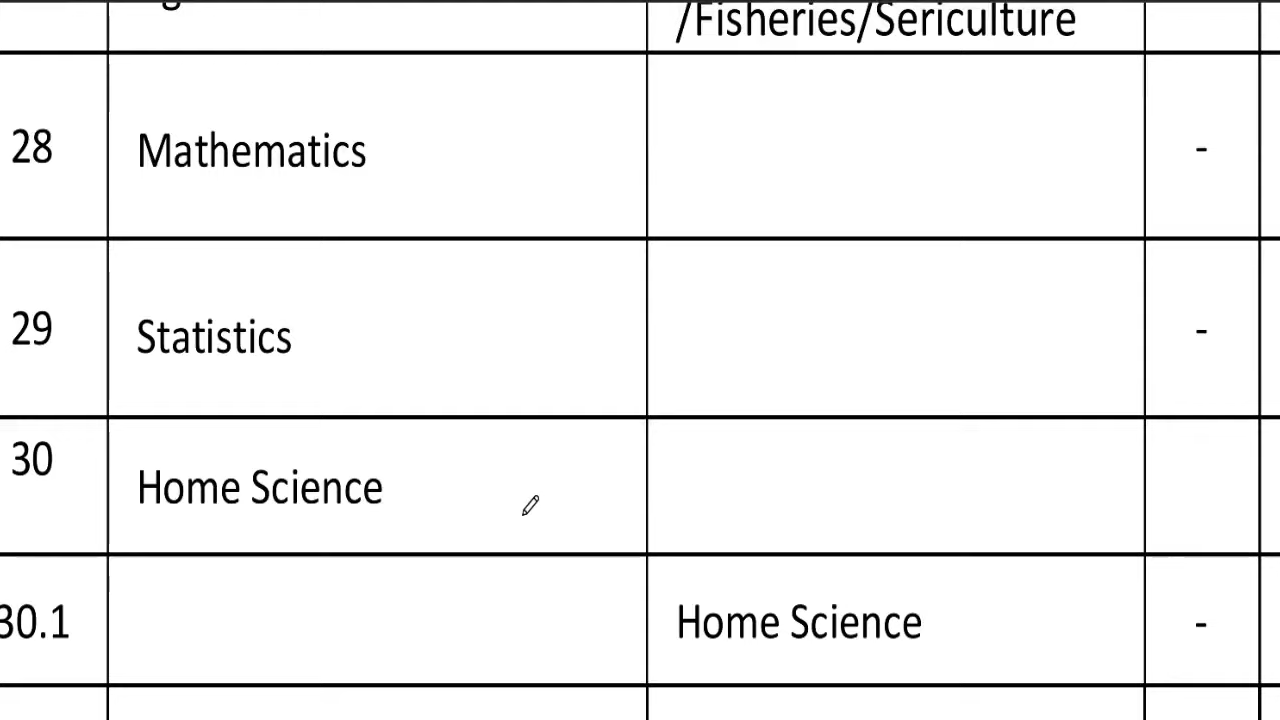 /Fisheries/Sericulture
28 Mathematics -
29 Statistics -
30 Home Science
30.1 Home Science -